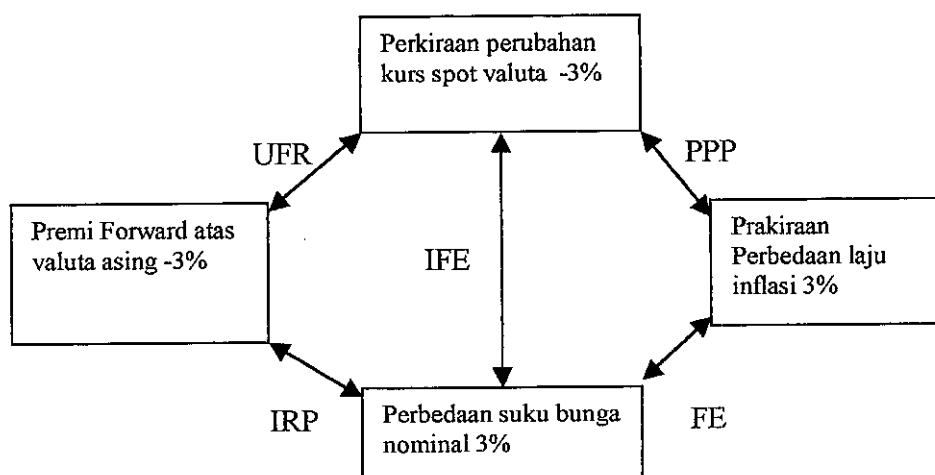 Perkiraan perubahan
kurs spot valuta -3%
UFR
PPP
Premi Forward atas
valuta asing -3%
IFE
Prakiraan
Perbedaan laju
inflasi 3%
IRP
Perbedaan suku bunga
nominal 3%
FE